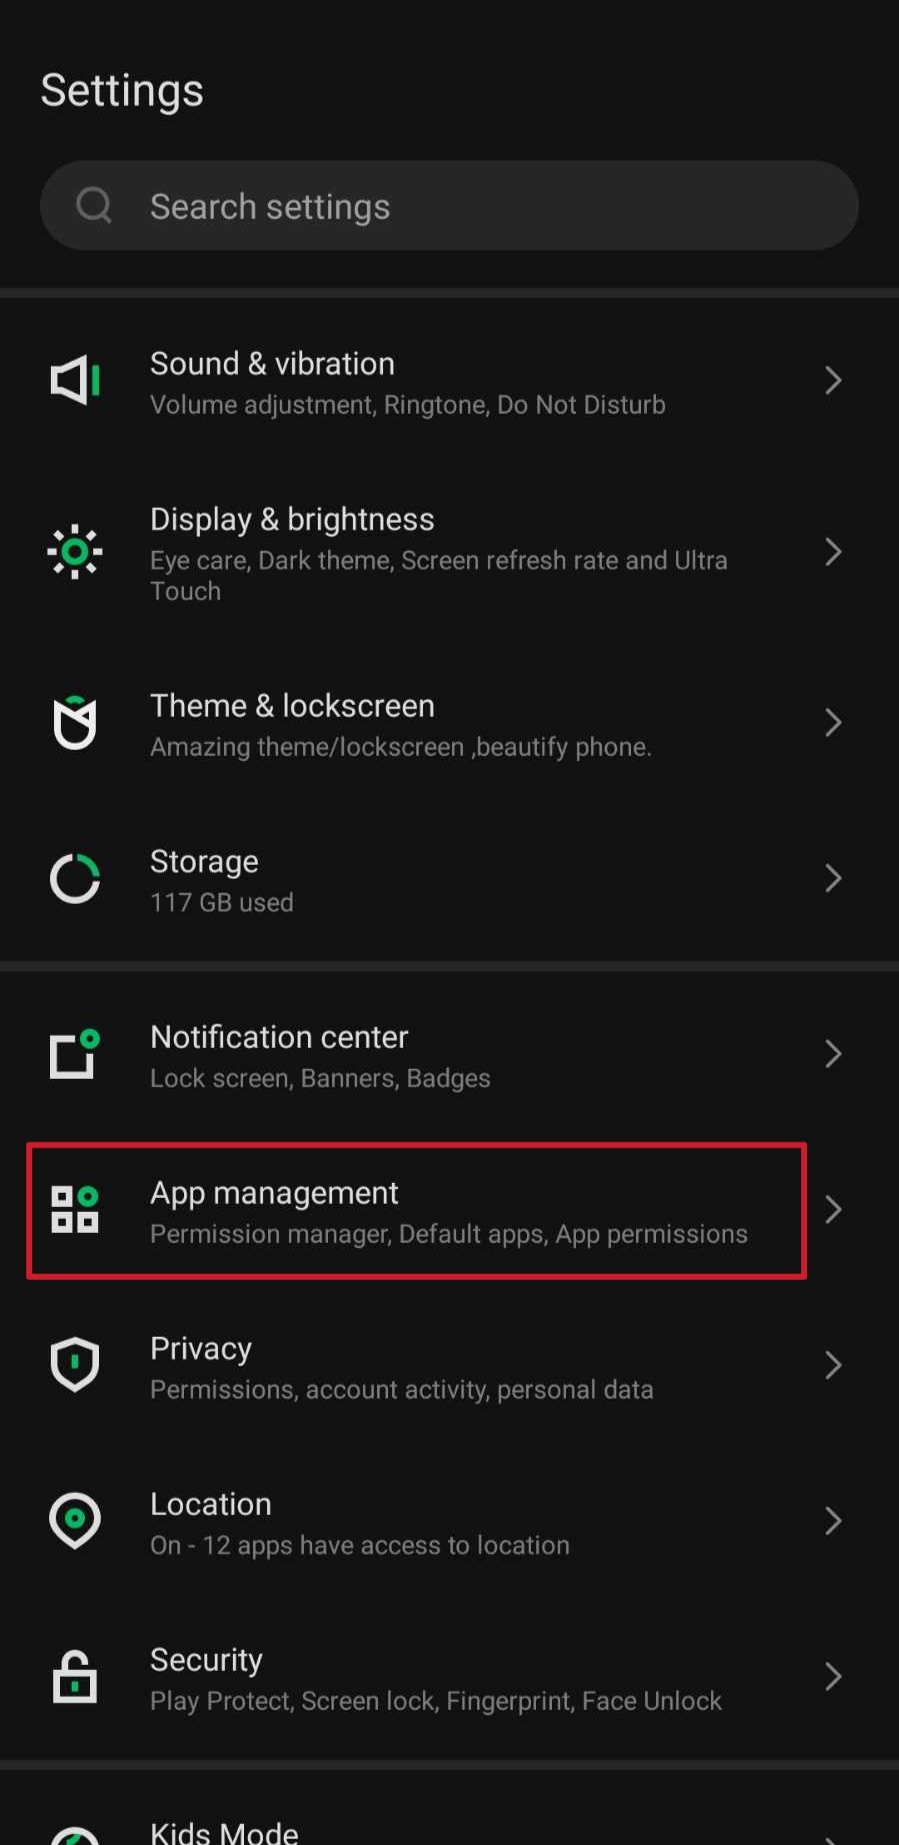 Settings
Search settings
Sound & vibration
Volume adjustment, Ringtone, Do Not Disturb
Display & brightness
Eye care, Dark theme, Screen refresh rate and Ultra
Touch
Theme & lockscreen
Amazing theme/lockscreen ,beautify phone.
Storage
117 GB used
Notification center
Lock screen, Banners, Badges
App management
Permission manager, Default apps, App permissions
Privacy
Permissions, account activity, personal data
Location
On - 12 apps have access to location
Security
Play Protect, Screen lock, Fingerprint, Face Unlock
Kids Mode